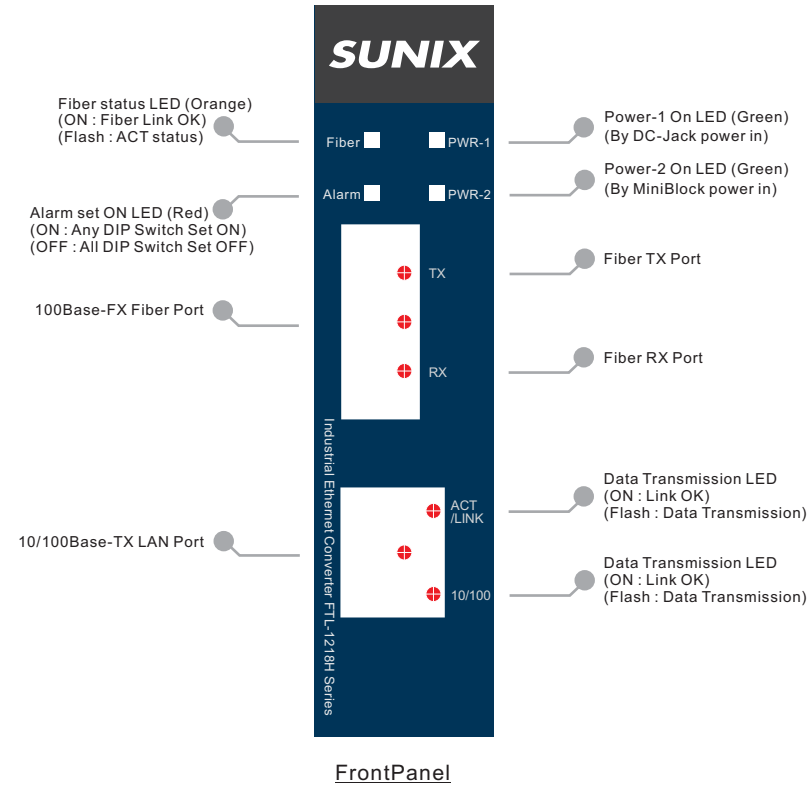 SUNIX
Fiber status LED (Orange)
(ON : Fiber Link OK)
(Flash : ACT status)
Alarm set ON LED (Red)
(ON : Any DIP Switch Set ON)
(OFF : All DIP Switch Set OFF)
100Base-FX Fiber Port
10/100Base-TX LAN Port
Fiber
PWR-1
Alarm
PWR-2
TX
RX
Industrial Ethernet Converter FTL-1218H Series
ACT
/LINK
10/100
Power-1 On LED (Green)
(By DC-Jack power in)
Power-2 On LED (Green)
(By MiniBlock power in)
Fiber TX Port
Fiber RX Port
Data Transmission LED
(ON : Link OK)
(Flash : Data Transmission)
Data Transmission LED
(ON : Link OK)
(Flash : Data Transmission)
FrontPanel